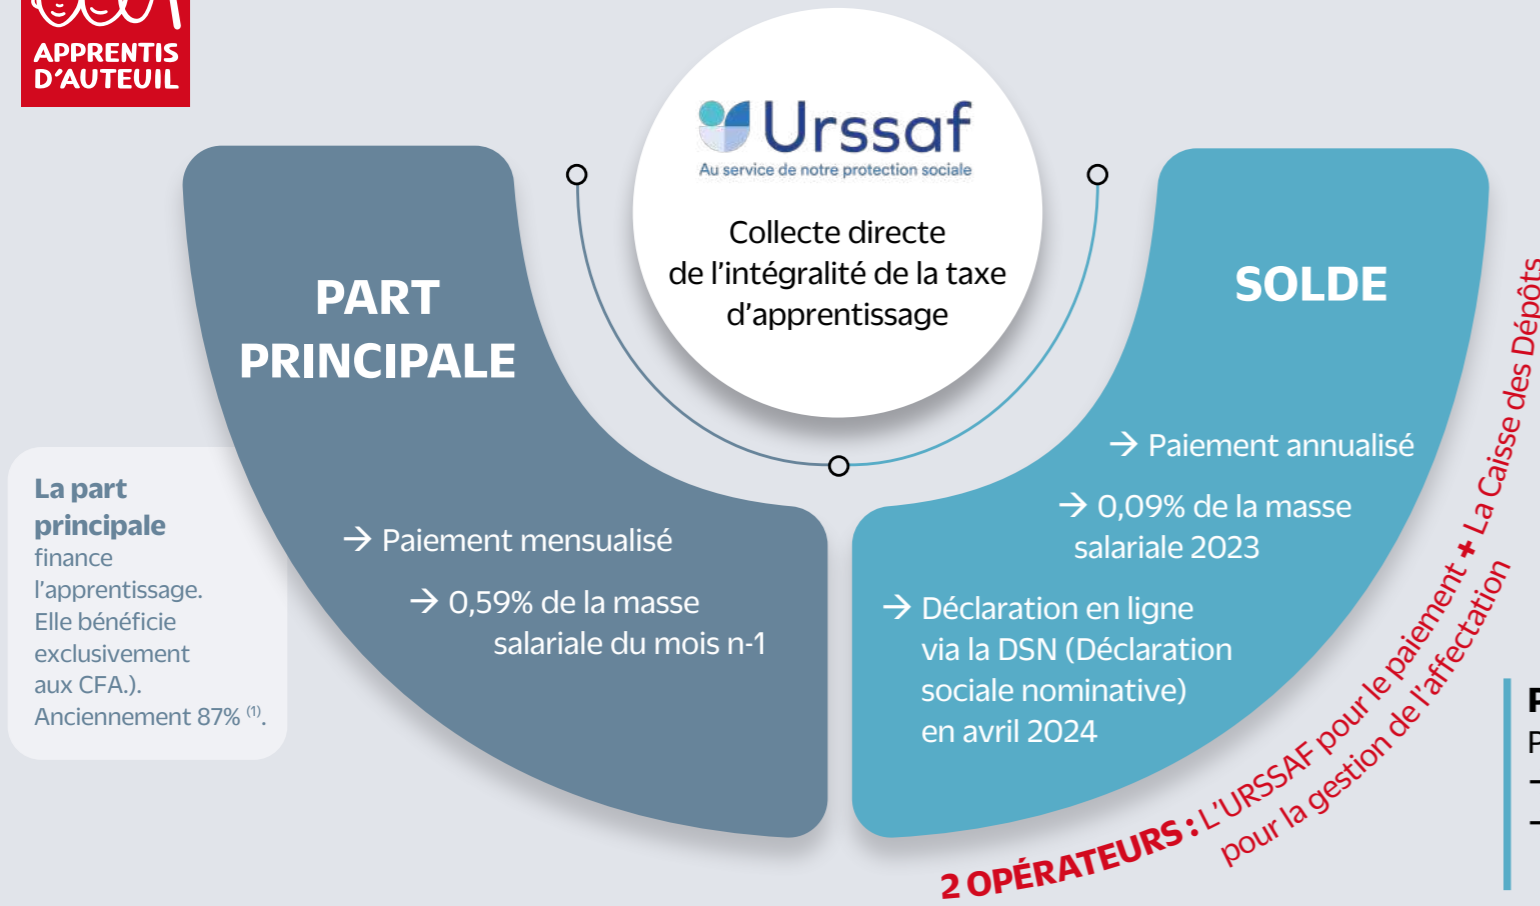 APPRENTIS
D'AUTEUIL
Urssaf
Au service de notre protection sociale
Collecte directe
de l'intégralité de la taxe
d'apprentissage
PART
PRINCIPALE
→ Paiement mensualisé
→ 0,59% de la masse
salariale du mois n-1
La part
principale
finance
l'apprentissage.
Elle bénéficie
exclusivement
aux CFA.).
Anciennement 87% (1).
SOLDE
→ Paiement annualisé
→ 0,09% de la masse
salariale 2023
→ Déclaration en ligne
via la DSN (Déclaration
sociale nominative)
en avril 2024
2 OPÉRATEURS : L'URSSAF pour le paiement + La Caisse des Dépôts
pour la gestion de l'affectation